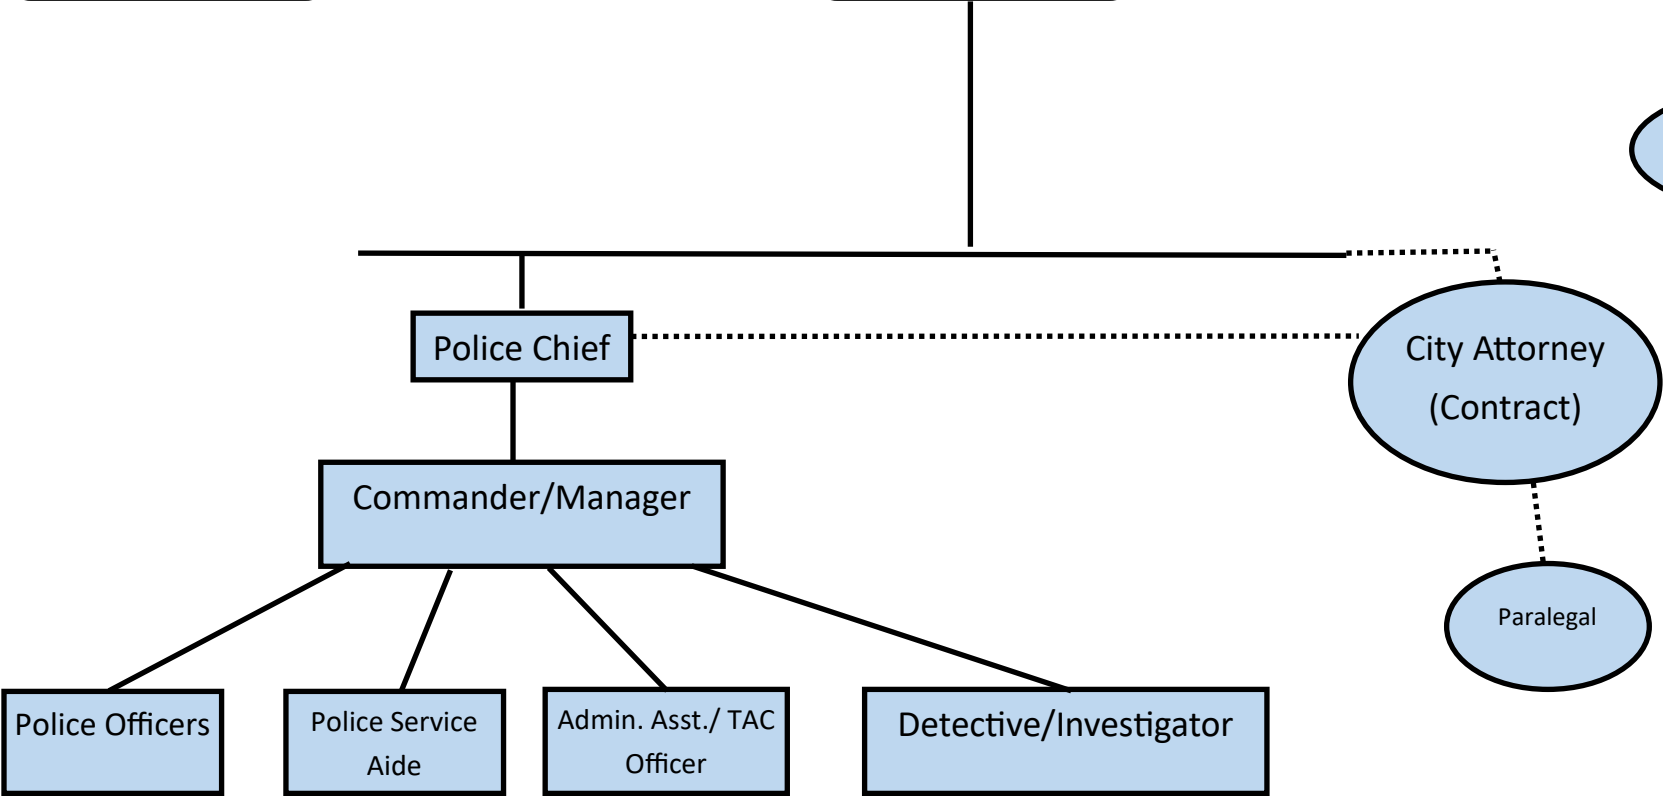 Police Chief
City Attorney
(Contract)
Commander/Manager
Paralegal
Police Officers
Police Service
Aide
Admin. Asst./ TAC
Officer
Detective/Investigator